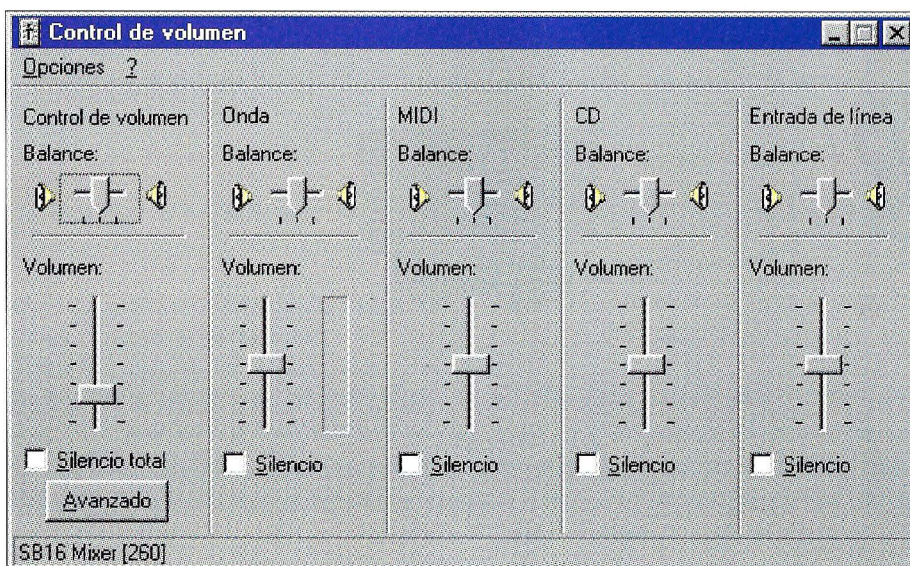 Control de volumen
Opciones ?
Control de volumen
Balance:
Volumen:
Silencio total
Avanzado
Onda
Balance:
Volumen:
Silencio
MIDI
Balance:
Volumen:
Silencio
CD
Balance:
Volumen:
Silencio
Entrada de línea
Balance:
Volumen:
Silencio
SB16 Mixer [260]